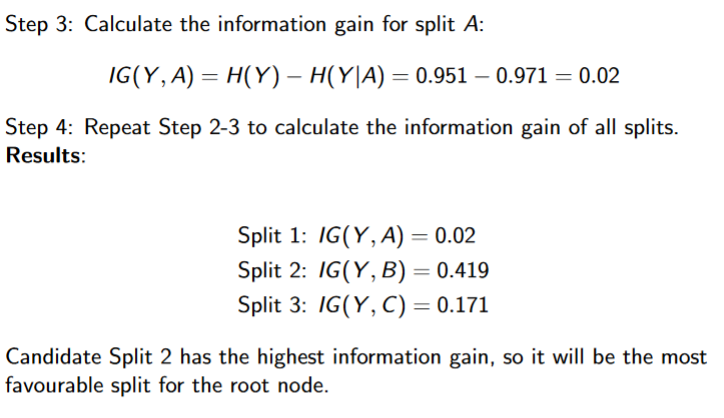 Step 3: Calculate the information gain for split A:
IG(Y, A) = H(Y) − H(Y|A) = 0.951 − 0.971 = 0.02
Step 4: Repeat Step 2-3 to calculate the information gain of all splits.
Results:
Split 1: IG(Y, A) = 0.02
Split 2: IG(Y, B) = 0.419
Split 3: IG(Y, C) = 0.171
Candidate Split 2 has the highest information gain, so it will be the most
favourable split for the root node.